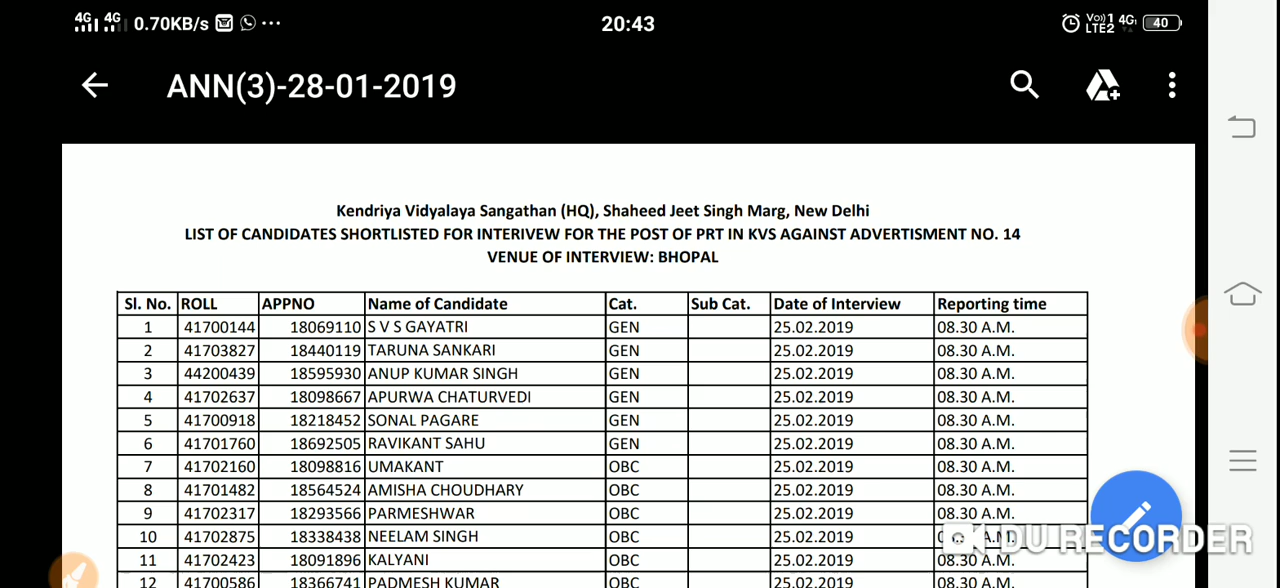 4G 4G 0.70KB/s 20:43 Vo)) 1 LTE2 4G 40
ANN(3)-28-01-2019
Kendriya Vidyalaya Sangathan (HQ), Shaheed Jeet Singh Marg, New Delhi
LIST OF CANDIDATES SHORTLISTED FOR INTERIVEW FOR THE POST OF PRT IN KVS AGAINST ADVERTISMENT NO. 14
VENUE OF INTERVIEW: BHOPAL
Sl. No. ROLL APPNO Name of Candidate Cat. Sub Cat. Date of Interview Reporting time
1 41700144 18069110 S V S GAYATRI GEN 25.02.2019 08.30 A.M.
2 41703827 18440119 TARUNA SANKARI GEN 25.02.2019 08.30 A.M.
3 44200439 18595930 ANUP KUMAR SINGH GEN 25.02.2019 08.30 A.M.
4 41702637 18098667 APURWA CHATURVEDI GEN 25.02.2019 08.30 A.M.
5 41700918 18218452 SONAL PAGARE GEN 25.02.2019 08.30 A.M.
6 41701760 18692505 RAVIKANT SAHU GEN 25.02.2019 08.30 A.M.
7 41702160 18098816 UMAKANT OBC 25.02.2019 08.30 A.M.
8 41701482 18564524 AMISHA CHOUDHARY OBC 25.02.2019 08.30 A.M.
9 41702317 18293566 PARMESHWAR OBC 25.02.2019 08.30 A.M.
10 41702875 18338438 NEELAM SINGH OBC 25.02.2019 A.M.
DU RECORDER
11 41702423 18091896 KALYANI OBC 25.02.2019 08.30 A.M.
12 41700586 18366741 PADMESH KUMAR OBC 25.02.2019 08.30 A.M.